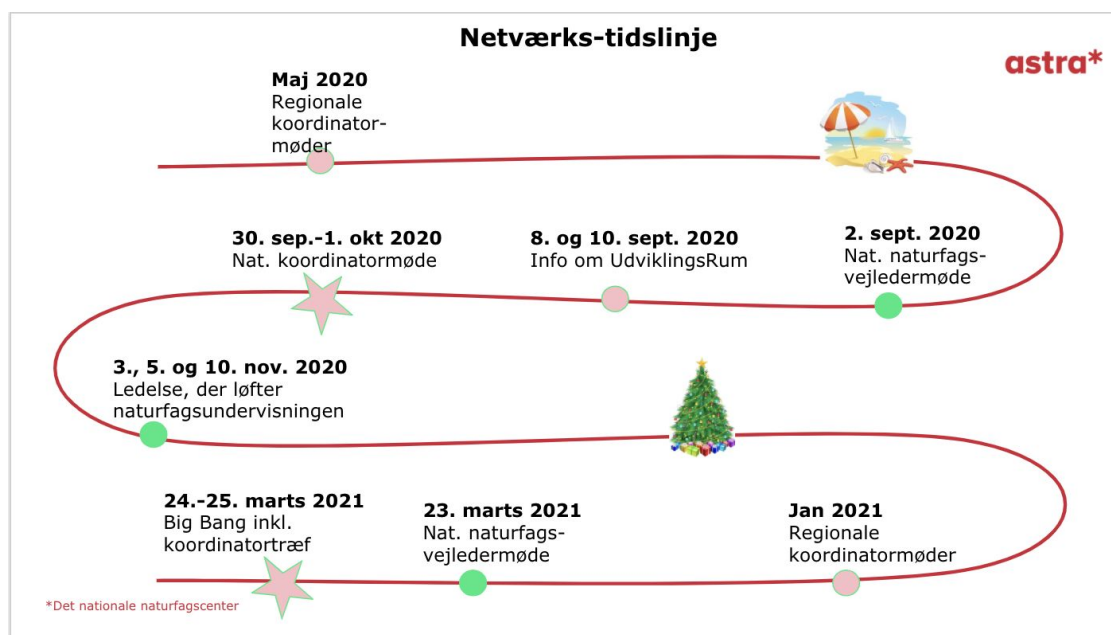 Netværks-tidslinje
astra*
Maj 2020
Regionale
koordinator-
møder
2. sept. 2020
Nat. naturfags-
vejledermøde
8. og 10. sept. 2020
Info om UdviklingsRum
30. sep.-1. okt 2020
Nat. koordinatormøde
3., 5. og 10. nov. 2020
Ledelse, der løfter
naturfagsundervisningen
Jan 2021
Regionale
koordinatormøder
23. marts 2021
Nat. naturfags-
vejledermøde
24.-25. marts 2021
Big Bang inkl.
koordinatortræf
*Det nationale naturfagscenter